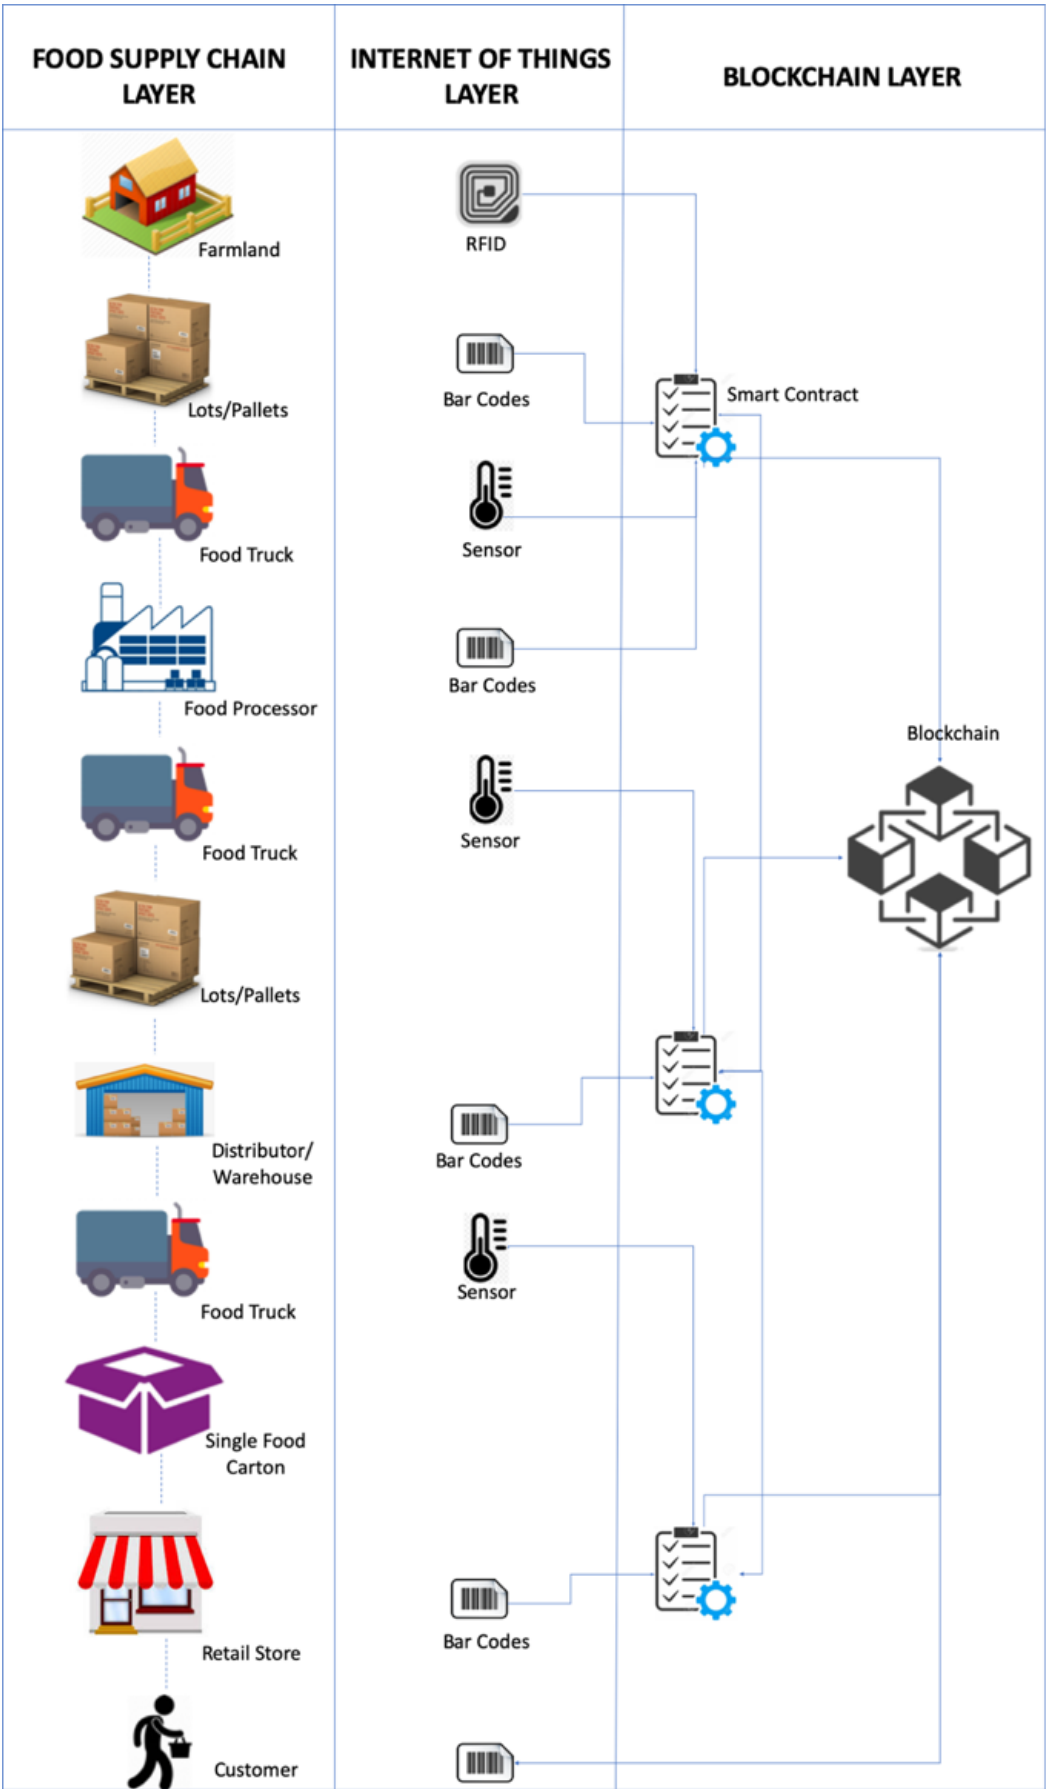 FOOD SUPPLY CHAIN
LAYER
INTERNET OF THINGS
LAYER
BLOCKCHAIN LAYER
Farmland
RFID
Lots/Pallets
Bar Codes
Smart Contract
Food Truck
Sensor
Food Processor
Bar Codes
Blockchain
Food Truck
Sensor
Lots/Pallets
Distributor/
Warehouse
Bar Codes
Food Truck
Sensor
Single Food
Carton
Retail Store
Bar Codes
Customer